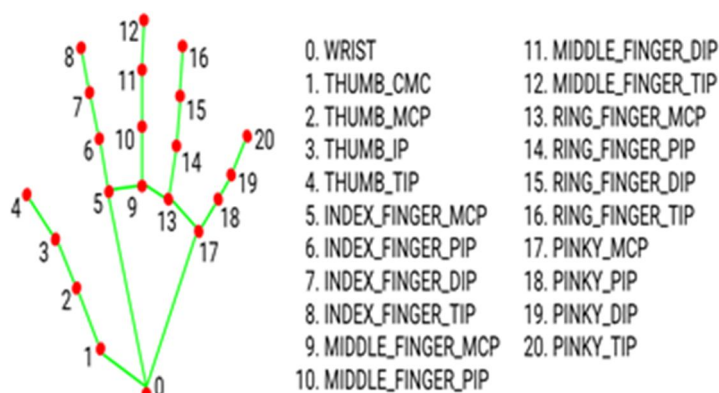 12
8
16
11
7
15
20
10
6
14
19
4
5
9
13
18
3
17
2
1
0
0. WRIST
1. THUMB_CMC
2. THUMB_MCP
3. THUMB_IP
4. THUMB_TIP
5. INDEX_FINGER_MCP
6. INDEX_FINGER_PIP
7. INDEX_FINGER_DIP
8. INDEX_FINGER_TIP
9. MIDDLE_FINGER_MCP
10. MIDDLE_FINGER_PIP
11. MIDDLE_FINGER_DIP
12. MIDDLE_FINGER_TIP
13. RING_FINGER_MCP
14. RING_FINGER_PIP
15. RING_FINGER_DIP
16. RING_FINGER_TIP
17. PINKY_MCP
18. PINKY_PIP
19. PINKY_DIP
20. PINKY_TIP